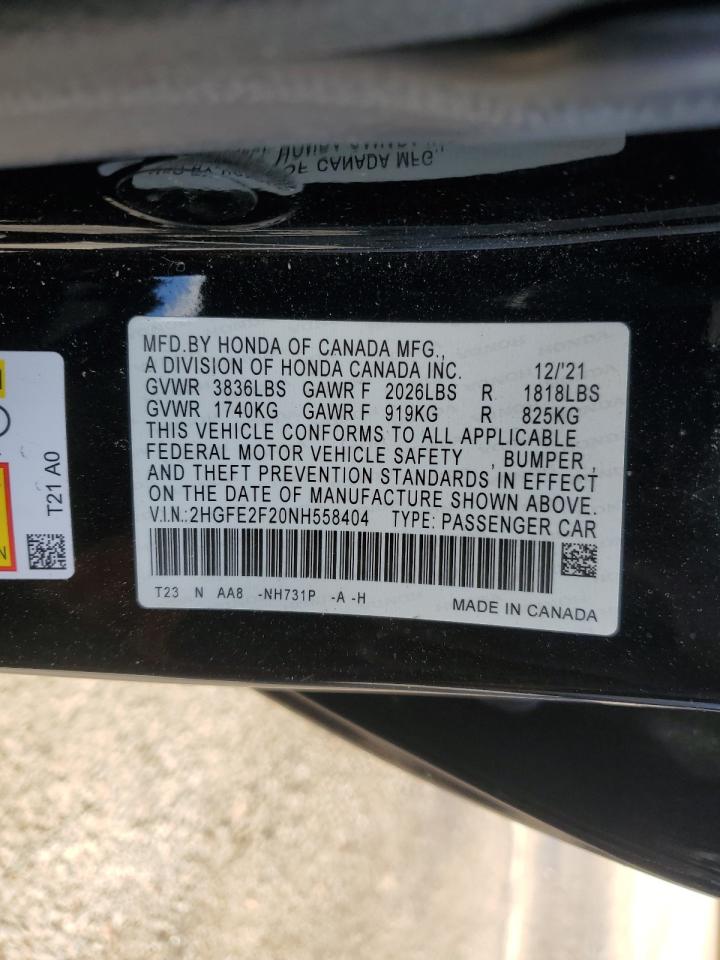 OF CANADA MFG.,
MFD.BY HONDA OF CANADA MFG.,
A DIVISION OF HONDA CANADA INC. 12/'21
GVWR 3836LBS GAWR F 2026LBS R 1818LBS
GVWR 1740KG GAWR F 919KG R 825KG
THIS VEHICLE CONFORMS TO ALL APPLICABLE
FEDERAL MOTOR VEHICLE SAFETY , BUMPER ,
AND THEFT PREVENTION STANDARDS IN EFFECT
ON THE DATE OF MANUFACTURE SHOWN ABOVE.
V.I.N.:2HGFE2F20NH558404 TYPE: PASSENGER CAR
T23 N AA8 -NH731P -A -H
MADE IN CANADA
T21 A0